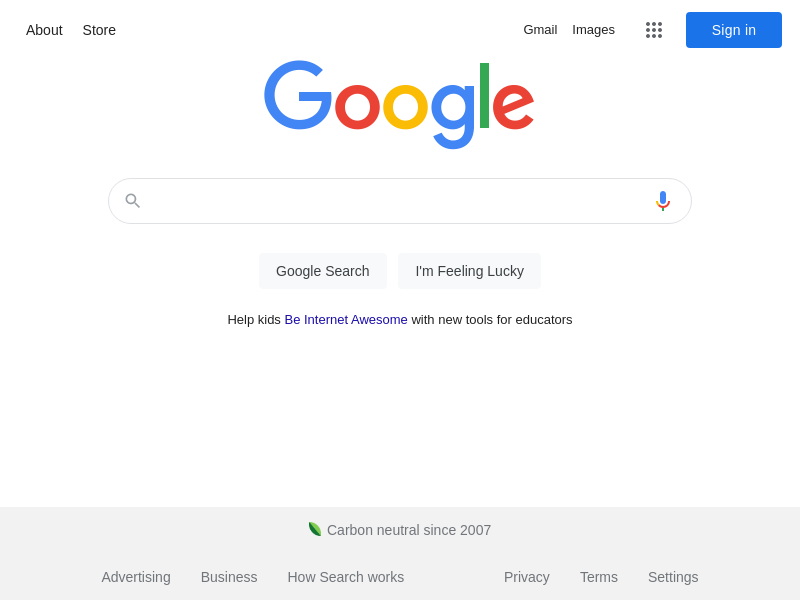 About Store Gmail Images Sign in
Google
Google Search I'm Feeling Lucky
Help kids Be Internet Awesome with new tools for educators
Carbon neutral since 2007
Advertising Business How Search works Privacy Terms Settings